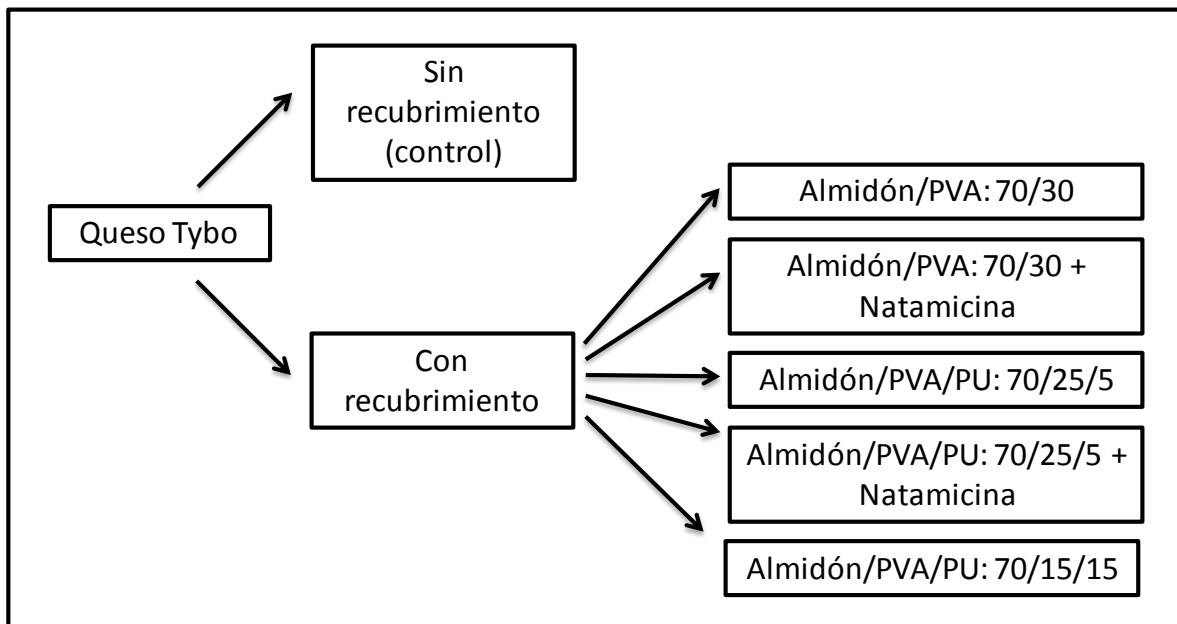 Sin
recubrimiento
(control)
Queso Tybo
Con
recubrimiento
Almidón/PVA: 70/30
Almidón/PVA: 70/30 +
Natamicina
Almidón/PVA/PU: 70/25/5
Almidón/PVA/PU: 70/25/5 +
Natamicina
Almidón/PVA/PU: 70/15/15